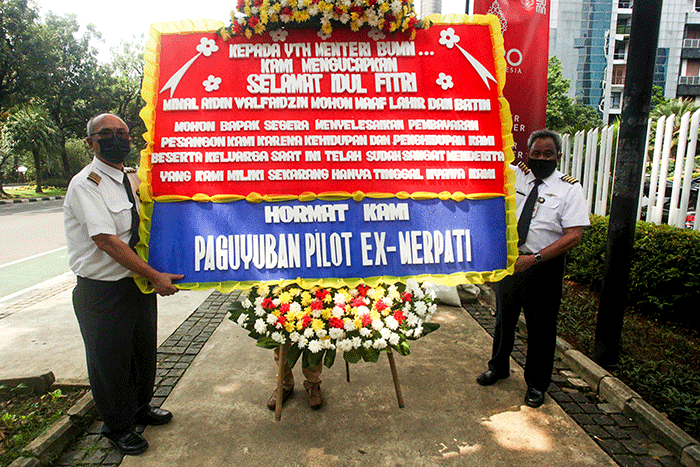 KEPADA YTH MENTERI BUMN ...
KAMI MENGUCAPKAN
SELAMAT IDUL FITRI
MINAL AIDIN WALFAIDZIN MOHON MAAF LAHIR DAN BATIN
MOHON BAPAK SEGERA MENYELESAIKAN PEMBAYARAN
PESANGON KAMI KARENA KEHIDUPAN DAN PENGHIDUPAN KAMI
BESERTA KELUARGA SAAT INI TELAH SUDAH SANGAT MENDERITA
YANG KAMI MILIKI SEKARANG HANYA TINGGAL NYAWA KAMI
HORMAT KAMI
PAGUYUBAN PILOT EX-MERPATI